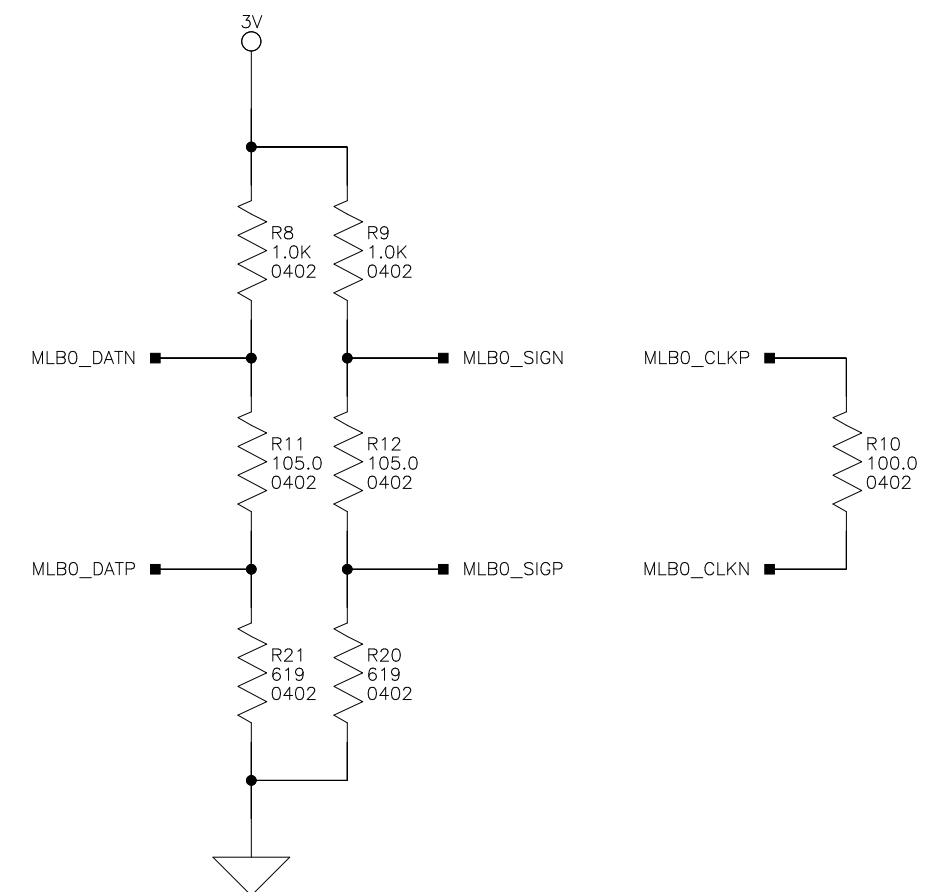 3V
R8
1.0K
0402
R9
1.0K
0402
MLB0_DATN
MLB0_SIGN
MLB0_CLKP
R11
105.0
0402
R12
105.0
0402
R10
100.0
0402
MLB0_DATP
MLB0_SIGP
MLB0_CLKN
R21
619
0402
R20
619
0402